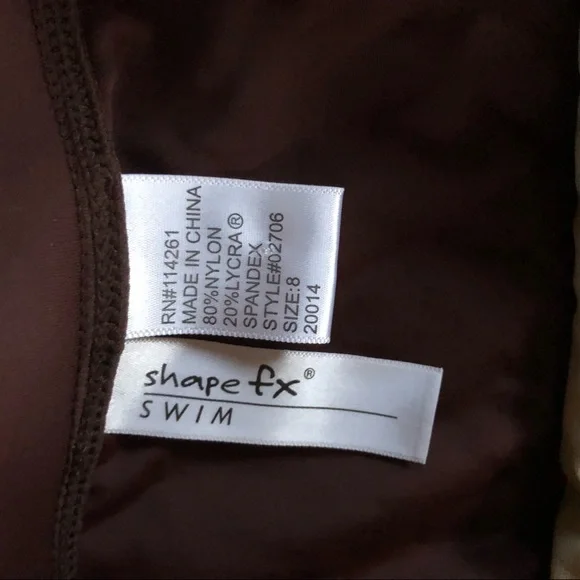 RN#114261
MADE IN CHINA
80%NYLON
20%LYCRA®
SPANDEX
STYLE#02706
SIZE:8
20014
shape fx®
SWIM